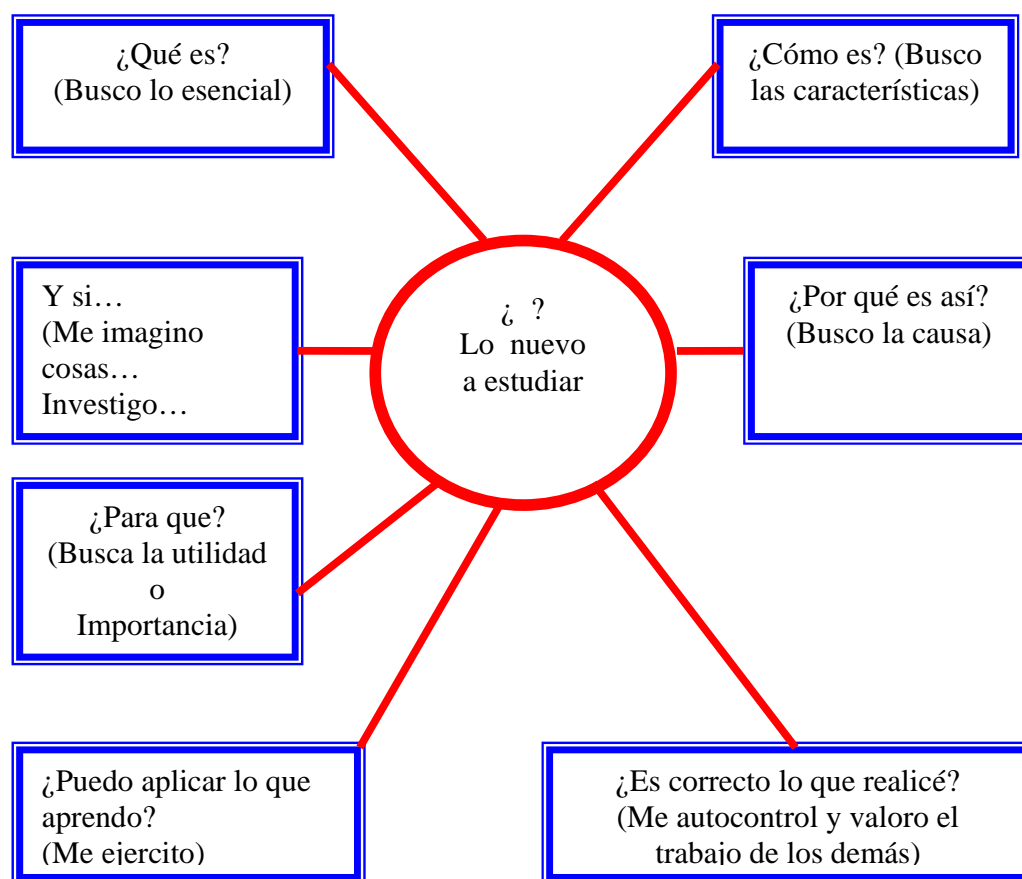 ¿Qué es?
(Busco lo esencial)
¿Cómo es? (Busco
las características)
Y si…
(Me imagino
cosas…
Investigo…
¿ ?
Lo nuevo
a estudiar
¿Por qué es así?
(Busco la causa)
¿Para que?
(Busca la utilidad
o
Importancia)
¿Puedo aplicar lo que
aprendo?
(Me ejercito)
¿Es correcto lo que realicé?
(Me autocontrol y valoro el
trabajo de los demás)